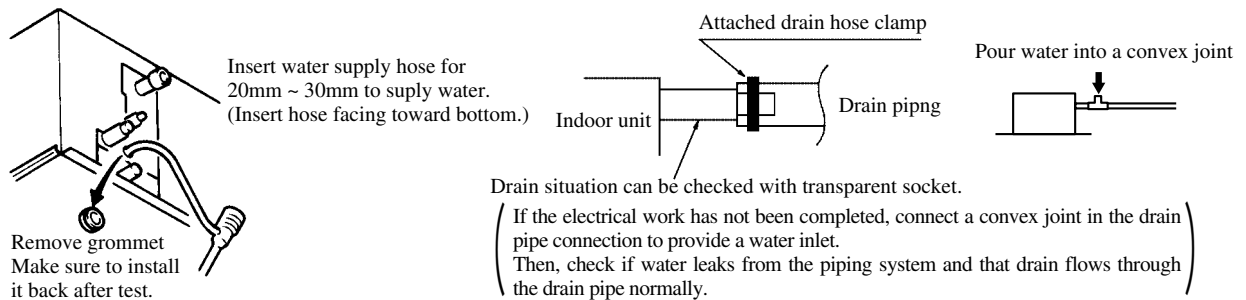 Insert water supply hose for
20mm ~ 30mm to suply water.
(Insert hose facing toward bottom.)
Remove grommet
Make sure to install
it back after test.
Attached drain hose clamp
Indoor unit
Drain pipng
Pour water into a convex joint
Drain situation can be checked with transparent socket.
If the electrical work has not been completed, connect a convex joint in the drain
pipe connection to provide a water inlet.
Then, check if water leaks from the piping system and that drain flows through
the drain pipe normally.